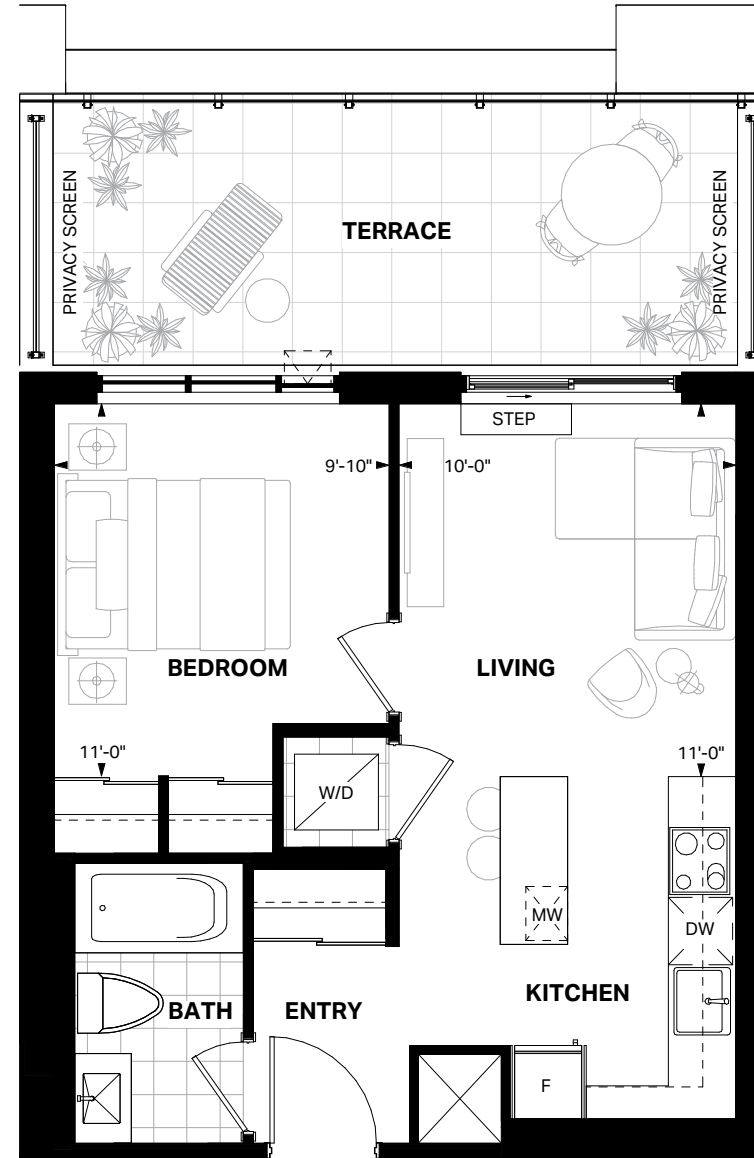 PRIVACY SCREEN
TERRACE
PRIVACY SCREEN
STEP
9'-10"
10'-0"
BEDROOM
LIVING
11'-0"
11'-0"
W/D
MW
DW
KITCHEN
BATH
ENTRY
F